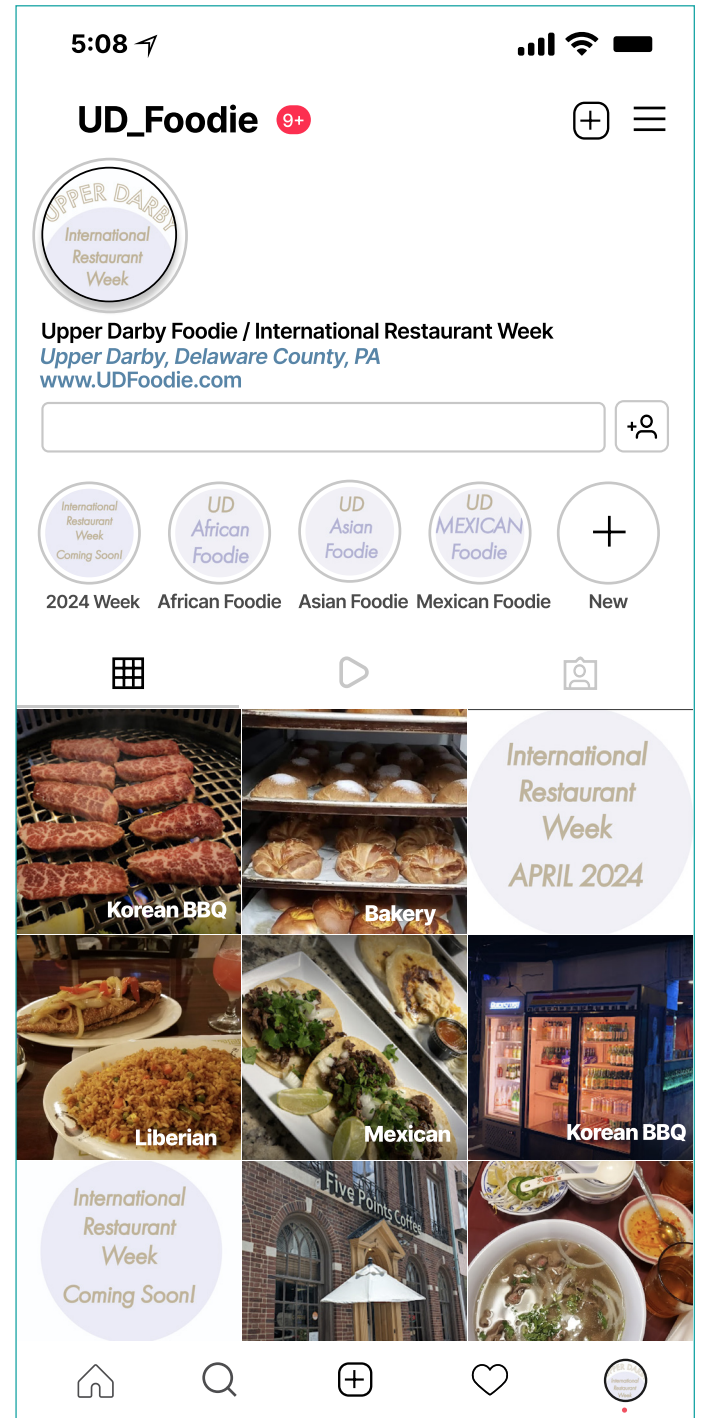 5:08
UD_Foodie 9+
UPPER DARBY
International
Restaurant
Week
Upper Darby Foodie / International Restaurant Week
Upper Darby, Delaware County, PA
www.UDFoodie.com
International
Restaurant
Week
Coming Soon!
UD
African
Foodie
UD
Asian
Foodie
UD
MEXICAN
Foodie
2024 Week
African Foodie
Asian Foodie
Mexican Foodie
New
Korean BBQ
Bakery
International
Restaurant
Week
APRIL 2024
Liberian
Mexican
Korean BBQ
International
Restaurant
Week
Coming Soon!
Five Points Coffee
International
Restaurant
Week